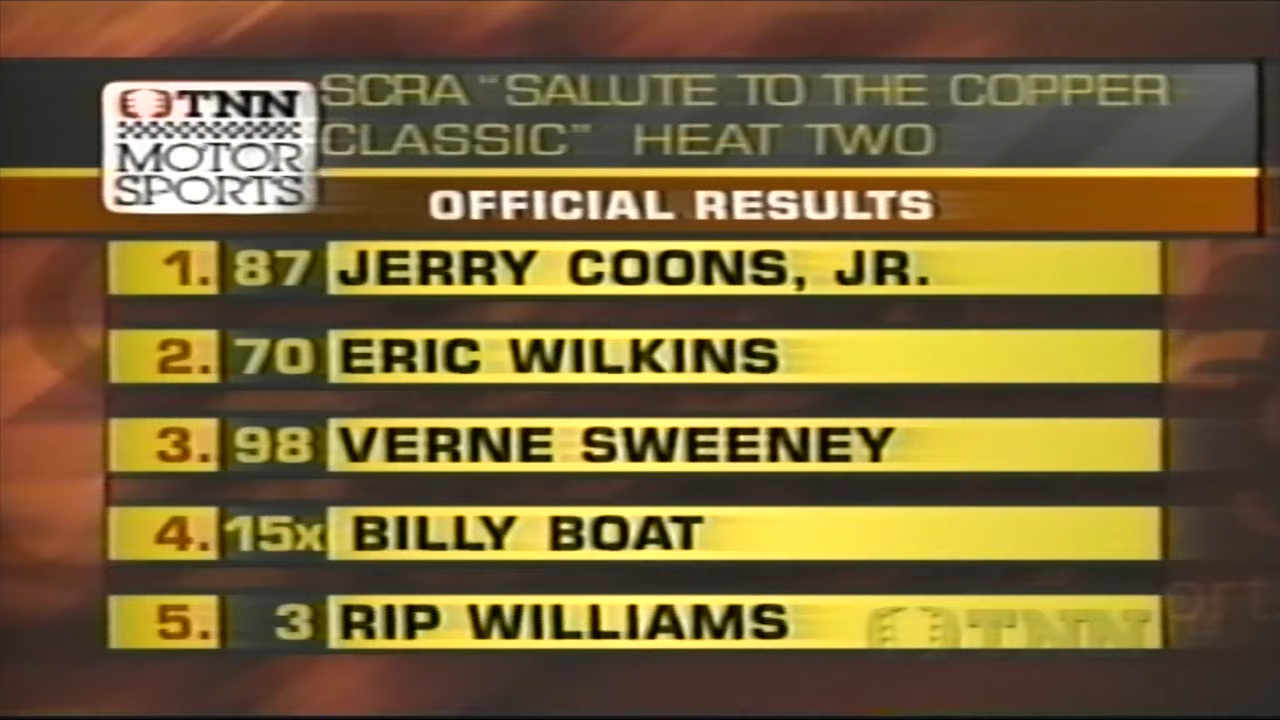 TNN
MOTOR
SPORTS
SCRA "SALUTE TO THE COPPER
CLASSIC" HEAT TWO
OFFICIAL RESULTS
1. 87 JERRY COONS, JR.
2. 70 ERIC WILKINS
3. 98 VERNE SWEENEY
4. 15x BILLY BOAT
5. 3 RIP WILLIAMS
TNN
ort